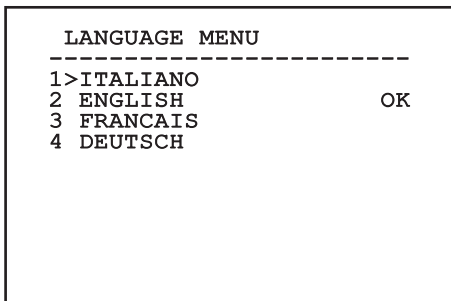 LANGUAGE MENU
------------------------
1>ITALIANO
2 ENGLISH OK
3 FRANCAIS
4 DEUTSCH